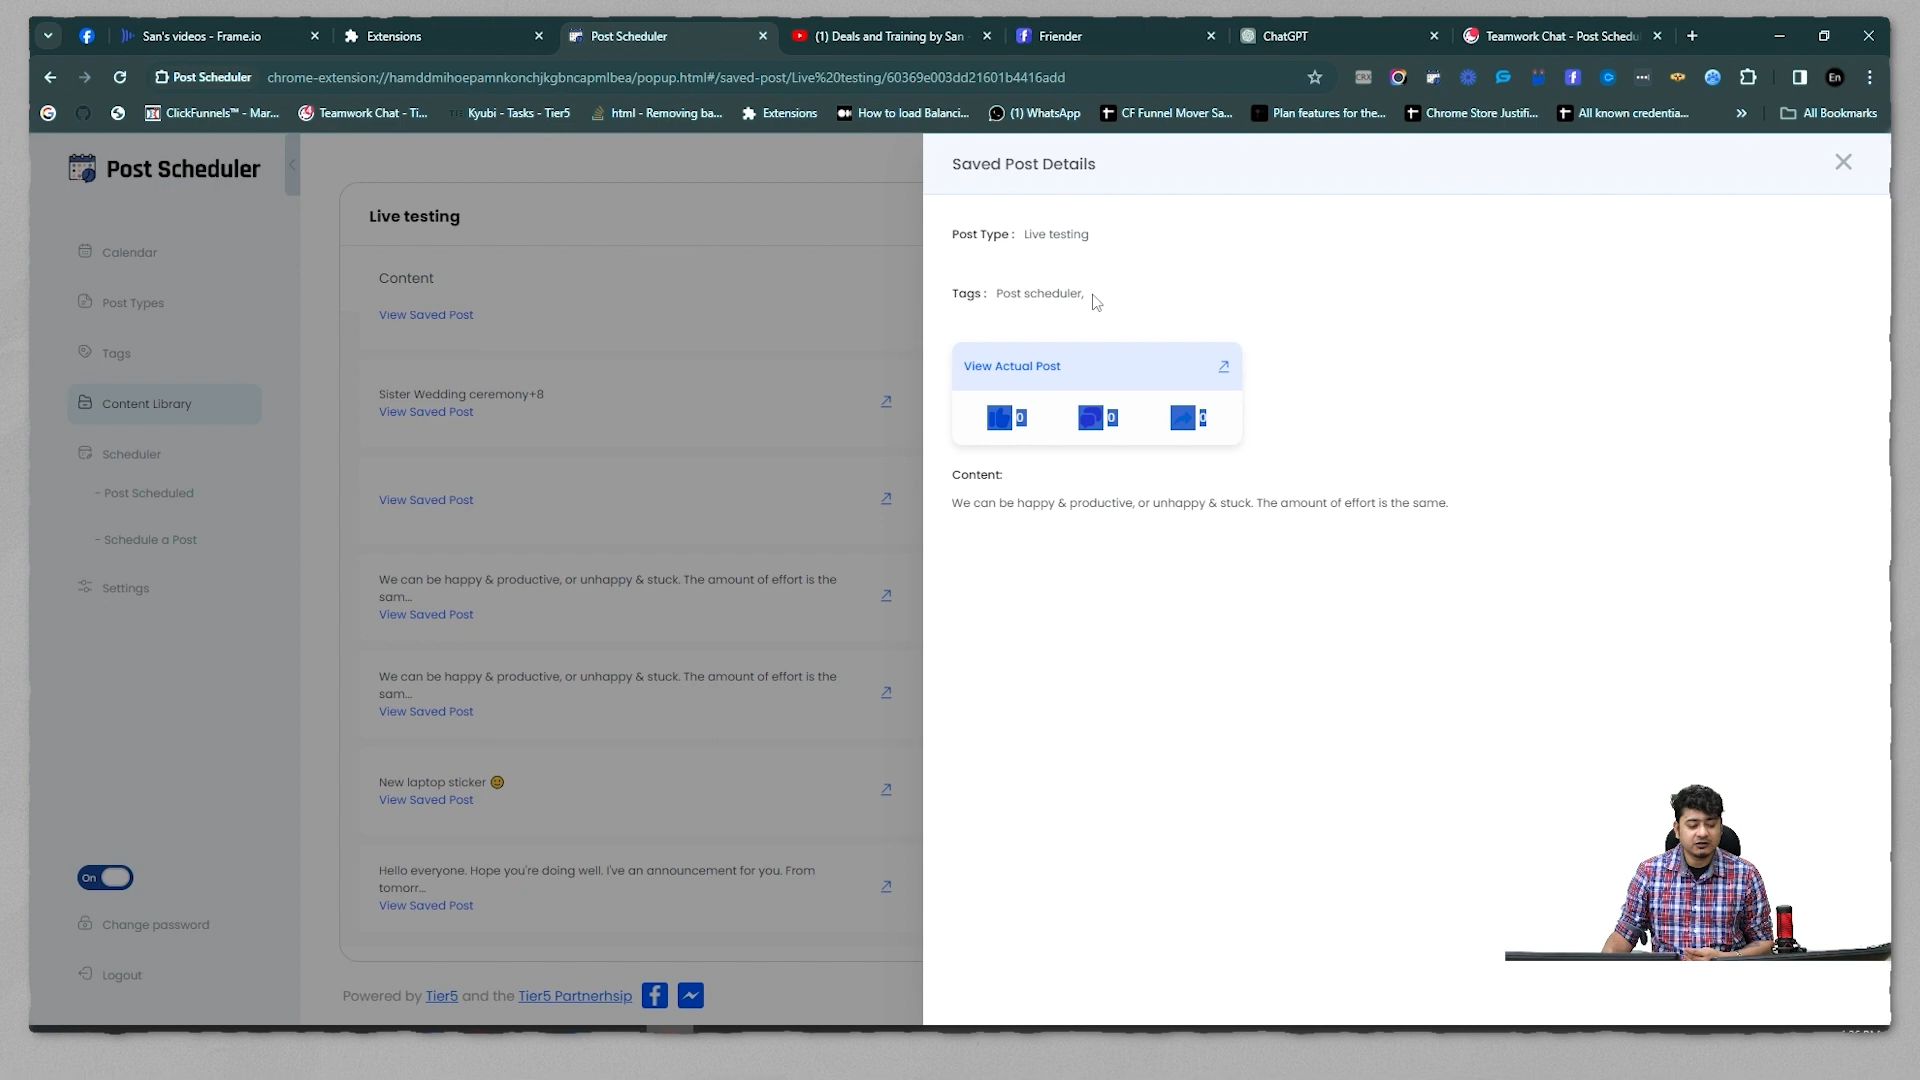 San's videos - Frame.io
Extensions
Post Scheduler
(1) Deals and Training by San
Friender
ChatGPT
Teamwork Chat - Post Schedu
Post Scheduler
chrome-extension://hamddmihoepamnkonchjkgbncapmlbea/popup.html#/saved-post/Live%20testing/60369e003dd21601b4416add
CRX
En
ClickFunnels™ - Mar...
Teamwork Chat - Ti...
Kyubi - Tasks - Tier5
html - Removing ba...
Extensions
How to load Balanci...
(1) WhatsApp
CF Funnel Mover Sa...
Plan features for the...
Chrome Store Justifi...
All known credentia...
All Bookmarks
Post Scheduler
Calendar
Post Types
Tags
Content Library
Scheduler
- Post Scheduled
- Schedule a Post
Settings
On
Change password
Logout
Live testing
Content
View Saved Post
Sister Wedding ceremony+8
View Saved Post
View Saved Post
We can be happy & productive, or unhappy & stuck. The amount of effort is the
sam...
View Saved Post
We can be happy & productive, or unhappy & stuck. The amount of effort is the
sam...
View Saved Post
New laptop sticker 🙂
View Saved Post
Hello everyone. Hope you're doing well. I've an announcement for you. From
tomorr...
View Saved Post
Powered by Tier5 and the Tier5 Partnerhsip
Saved Post Details
Post Type : Live testing
Tags : Post scheduler,
View Actual Post
0 0 0
Content:
We can be happy & productive, or unhappy & stuck. The amount of effort is the same.